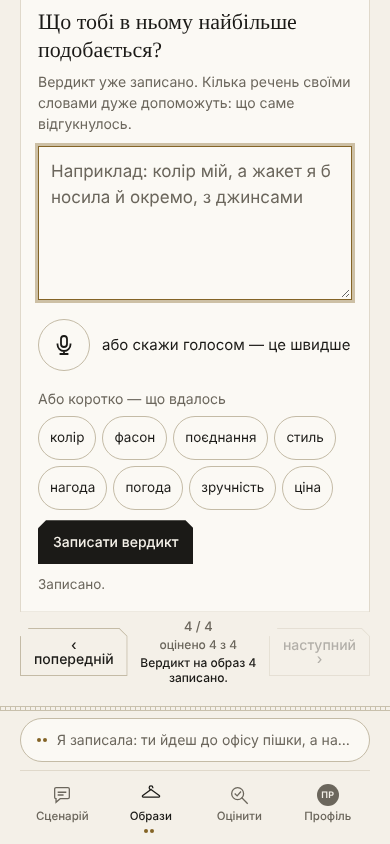 Що тобі в ньому найбільше
подобається?
Вердикт уже записано. Кілька речень своїми
словами дуже допоможуть: що саме
відгукнулось.
Наприклад: колір мій, а жакет я б
носила й окремо, з джинсами
або скажи голосом — це швидше
Або коротко — що вдалось
колір фасон поєднання стиль
нагода погода зручність ціна
Записати вердикт
Записано.
‹
попередній
4 / 4
оцінено 4 з 4
Вердикт на образ 4
записано.
наступний
›
Я записала: ти йдеш до офісу пішки, а на...
ПР
Сценарій Образи Оцінити Профіль